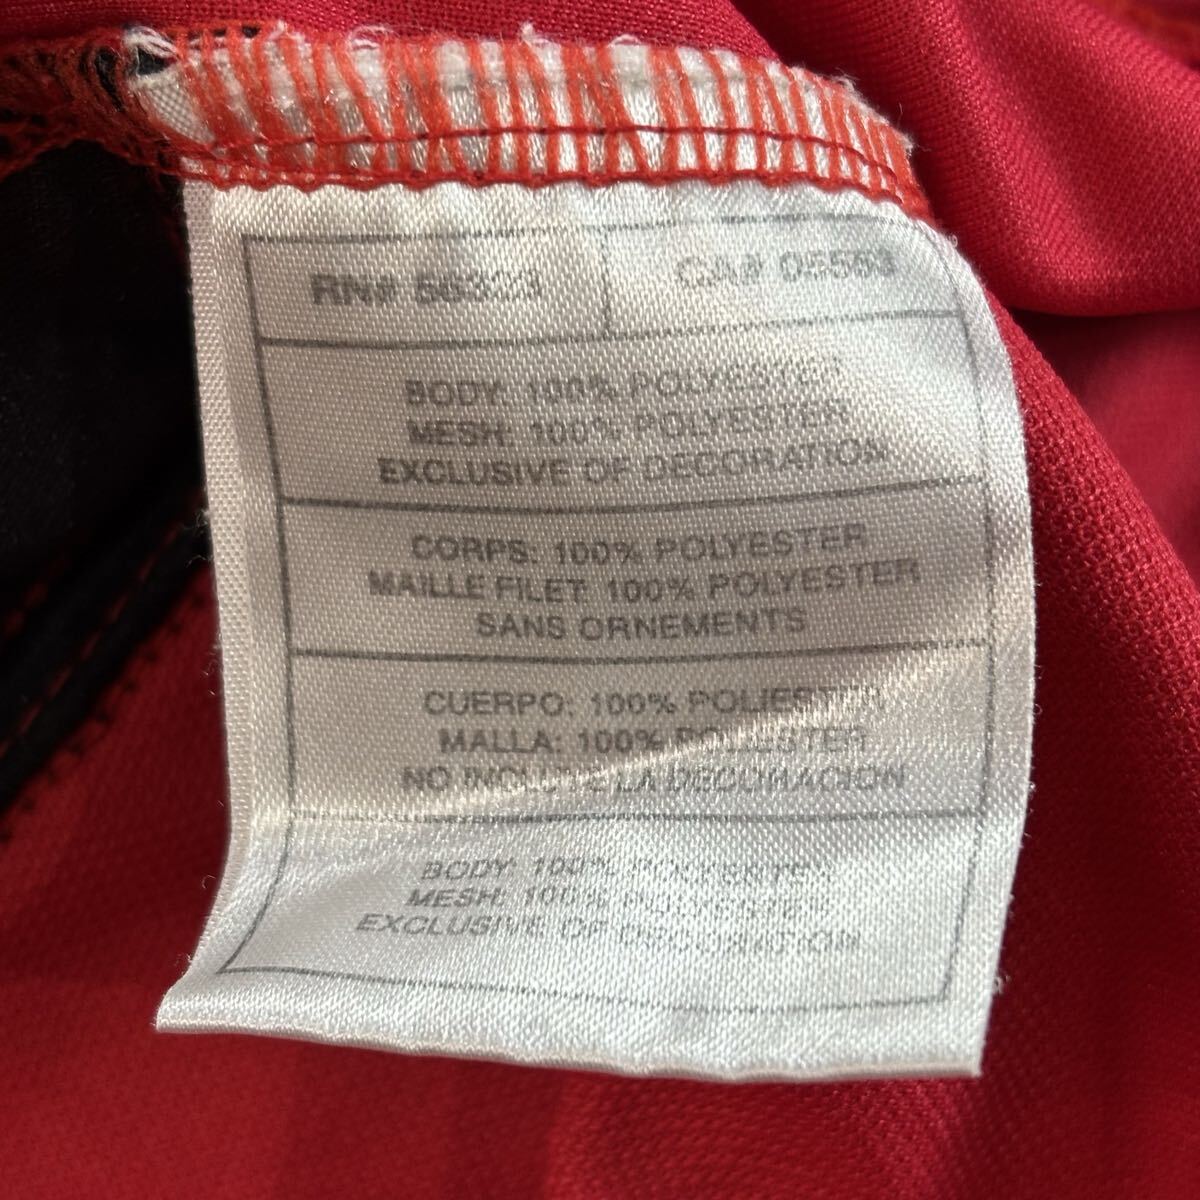 RN# 56323 CA# 05553
BODY: 100% POLYESTER
MESH: 100% POLYESTER
EXCLUSIVE OF DECORATION
CORPS: 100% POLYESTER
MAILLE FILET: 100% POLYESTER
SANS ORNEMENTS
CUERPO: 100% POLIESTER
MALLA: 100% POLIESTER
NO INCLUYE LA DECORACION
BODY: 100% POLYESTER
MESH: 100% POLYESTER
EXCLUSIVE OF DECORATION